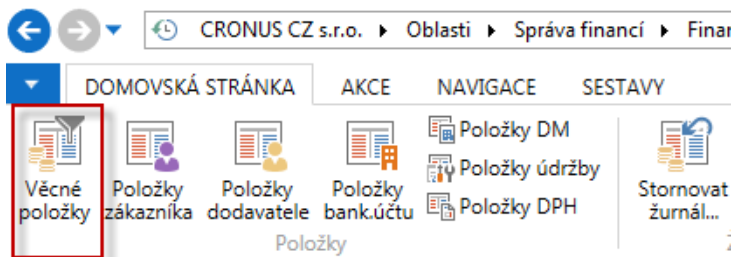 CRONUS CZ s.r.o. ▸ Oblasti ▸ Správa financí ▸
DOMOVSKÁ STRÁNKA AKCE NAVIGACE SESTAVY
Věcné položky
Položky zákazníka
Položky dodavatele
Položky bank.účtu
Položky DM
Položky údržby
Položky DPH
Stornovat žurnál...
Položky